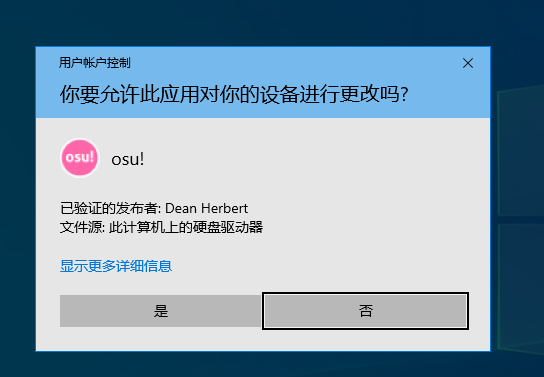 用户帐户控制
你要允许此应用对你的设备进行更改吗?
osu!
osu!
已验证的发布者: Dean Herbert
文件源: 此计算机上的硬盘驱动器
显示更多详细信息
是
否